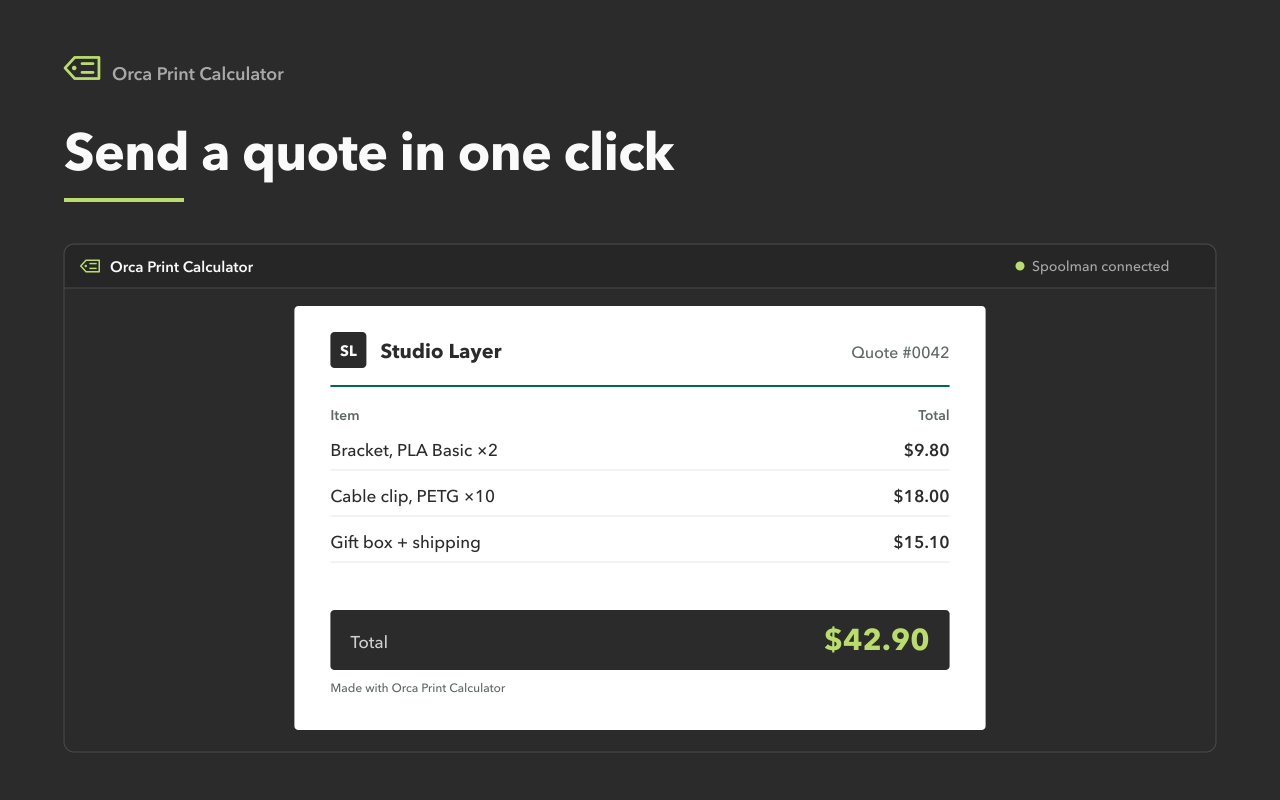 Orca Print Calculator
Send a quote in one click
Orca Print Calculator
Spoolman connected
SL
Studio Layer
Quote #0042
Item Total
Bracket, PLA Basic ×2 $9.80
Cable clip, PETG ×10 $18.00
Gift box + shipping $15.10
Total $42.90
Made with Orca Print Calculator